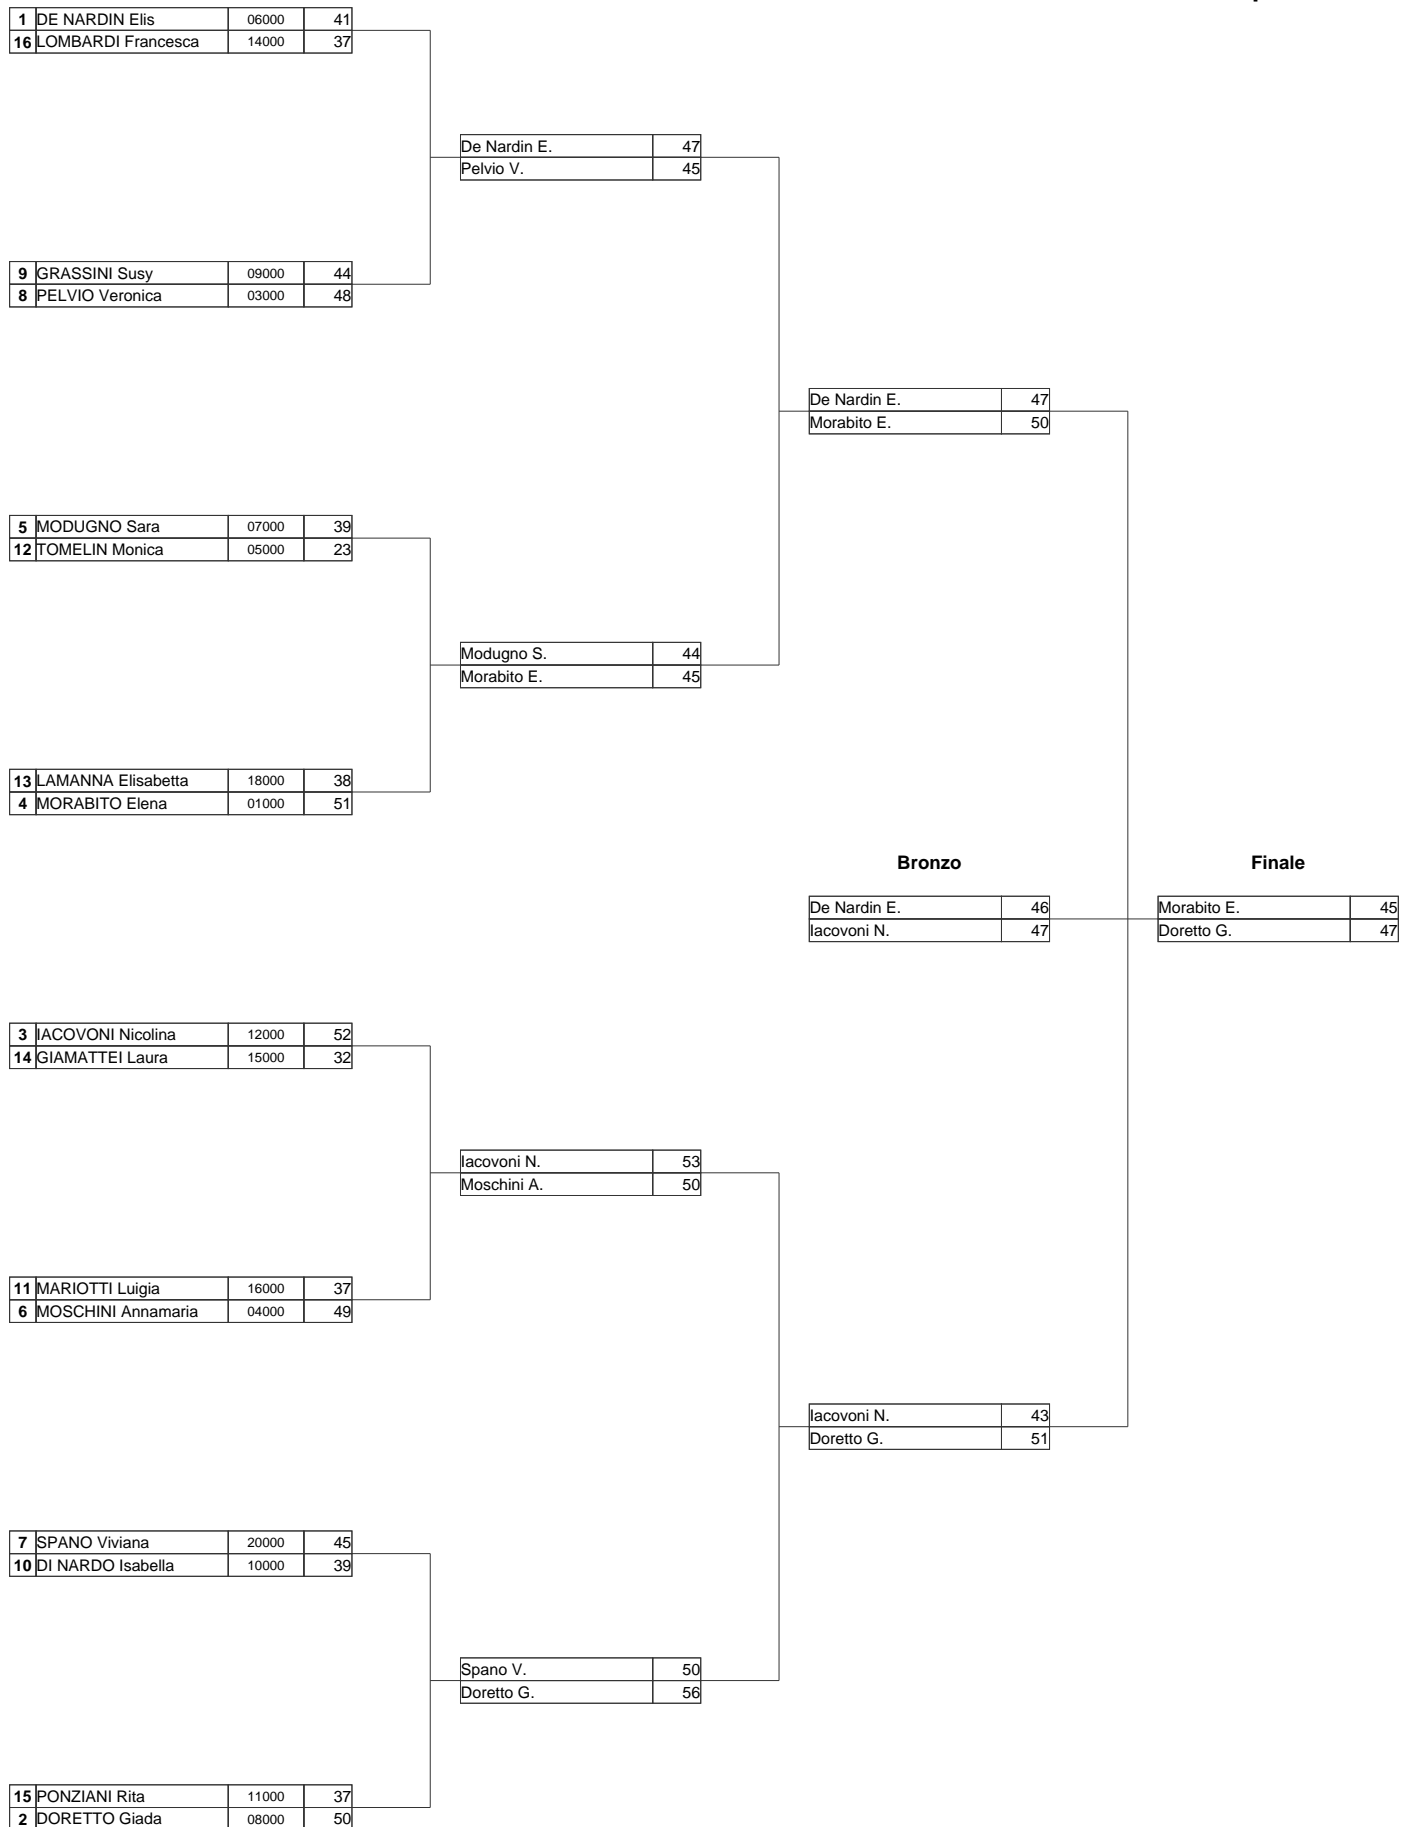 1 DE NARDIN Elis 06000 41
16 LOMBARDI Francesca 14000 37
De Nardin E. 47
Pelvio V. 45
9 GRASSINI Susy 09000 44
8 PELVIO Veronica 03000 48
De Nardin E. 47
Morabito E. 50
5 MODUGNO Sara 07000 39
12 TOMELIN Monica 05000 23
Modugno S. 44
Morabito E. 45
13 LAMANNA Elisabetta 18000 38
4 MORABITO Elena 01000 51
Bronzo Finale
De Nardin E. 46 Morabito E. 45
Iacovoni N. 47 Doretto G. 47
3 IACOVONI Nicolina 12000 52
14 GIAMATTEI Laura 15000 32
Iacovoni N. 53
Moschini A. 50
11 MARIOTTI Luigia 16000 37
6 MOSCHINI Annamaria 04000 49
Iacovoni N. 43
Doretto G. 51
7 SPANO Viviana 20000 45
10 DI NARDO Isabella 10000 39
Spano V. 50
Doretto G. 56
15 PONZIANI Rita 11000 37
2 DORETTO Giada 08000 50